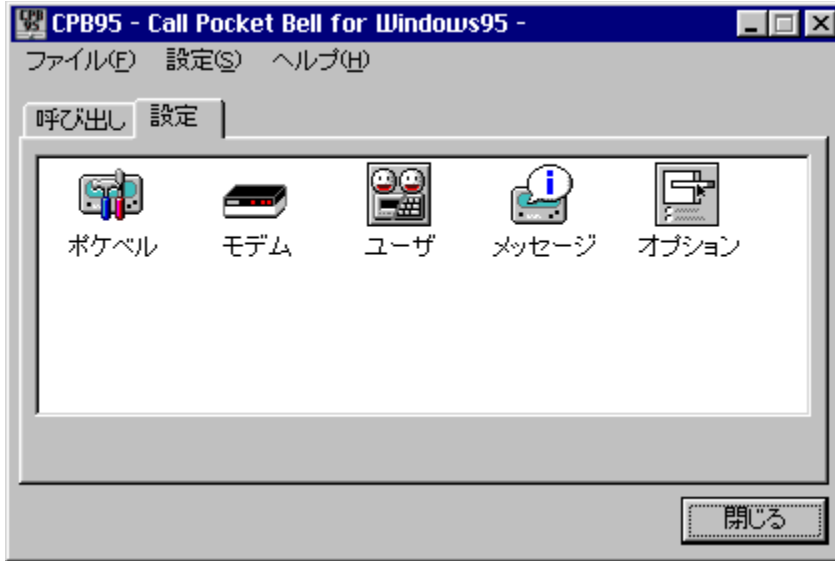 CPB95 - Call Pocket Bell for Windows95 -
ファイル(F) 設定(S) ヘルプ(H)
呼び出し 設定
ポケベル モデム ユーザ メッセージ オプション
閉じる